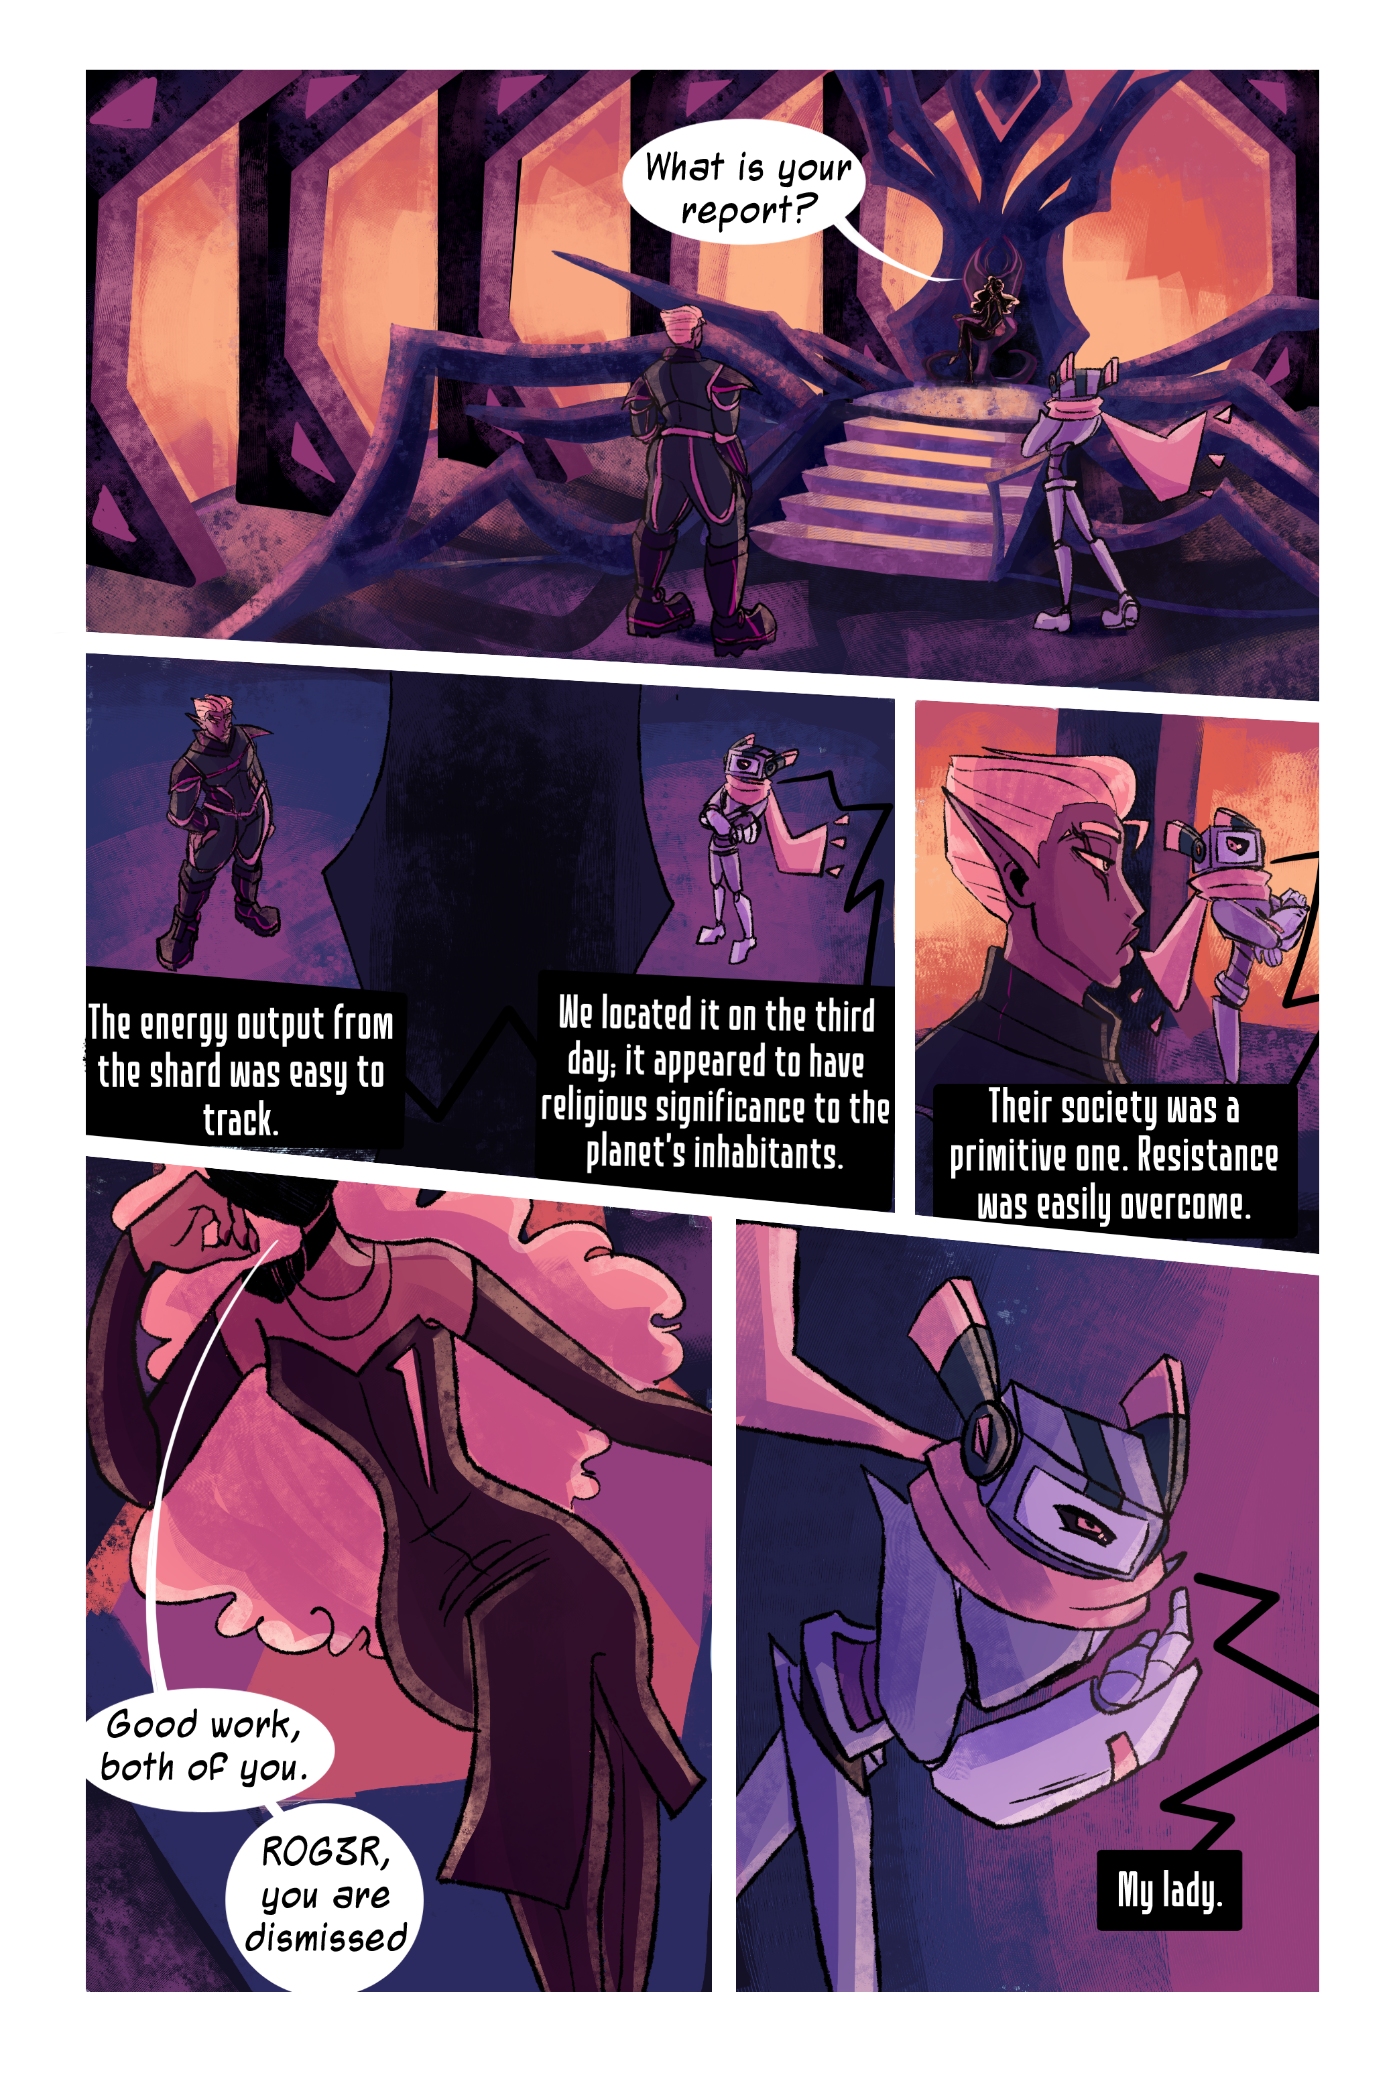 What is your
report?
The energy output from
the shard was easy to
track.
We located it on the third
day; it appeared to have
religious significance to the
planet's inhabitants.
Their society was a
primitive one. Resistance
was easily overcome.
Good work,
both of you.
ROG3R,
you are
dismissed
My lady.